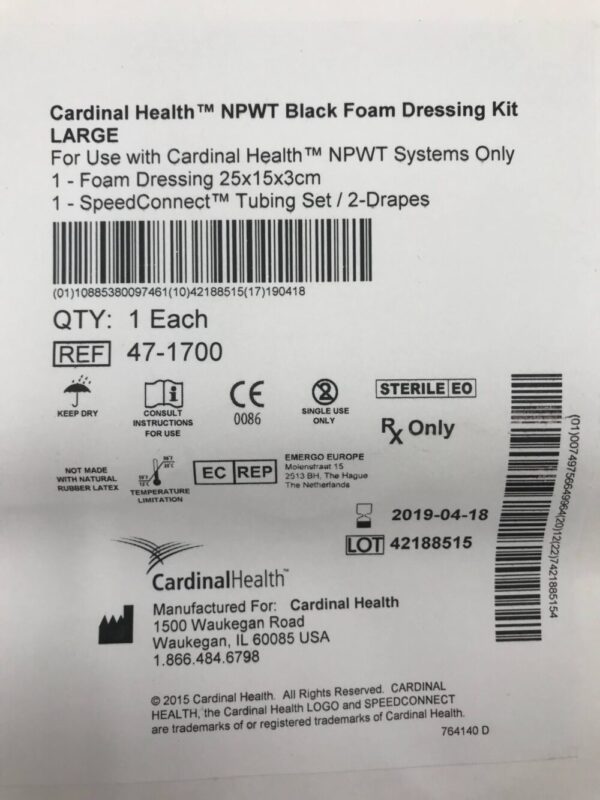 Cardinal Health™ NPWT Black Foam Dressing Kit
LARGE
For Use with Cardinal Health™ NPWT Systems Only
1 - Foam Dressing 25x15x3cm
1 - SpeedConnect™ Tubing Set / 2-Drapes
(01)10885380097461(10)42188515(17)190418
QTY: 1 Each
REF 47-1700
KEEP DRY
CONSULT
INSTRUCTIONS
FOR USE
CE
0086
2
SINGLE USE
ONLY
STERILE EO
Rx Only
NOT MADE
WITH NATURAL
RUBBER LATEX
TEMPERATURE
LIMITATION
EC REP
EMERGO EUROPE
Molenstraat 15
2513 BH, The Hague
The Netherlands
2019-04-18
LOT 42188515
CardinalHealth™
Manufactured For: Cardinal Health
1500 Waukegan Road
Waukegan, IL 60085 USA
1.866.484.6798
© 2015 Cardinal Health. All Rights Reserved. CARDINAL
HEALTH, the Cardinal Health LOGO and SPEEDCONNECT
are trademarks of or registered trademarks of Cardinal Health.
764140 D